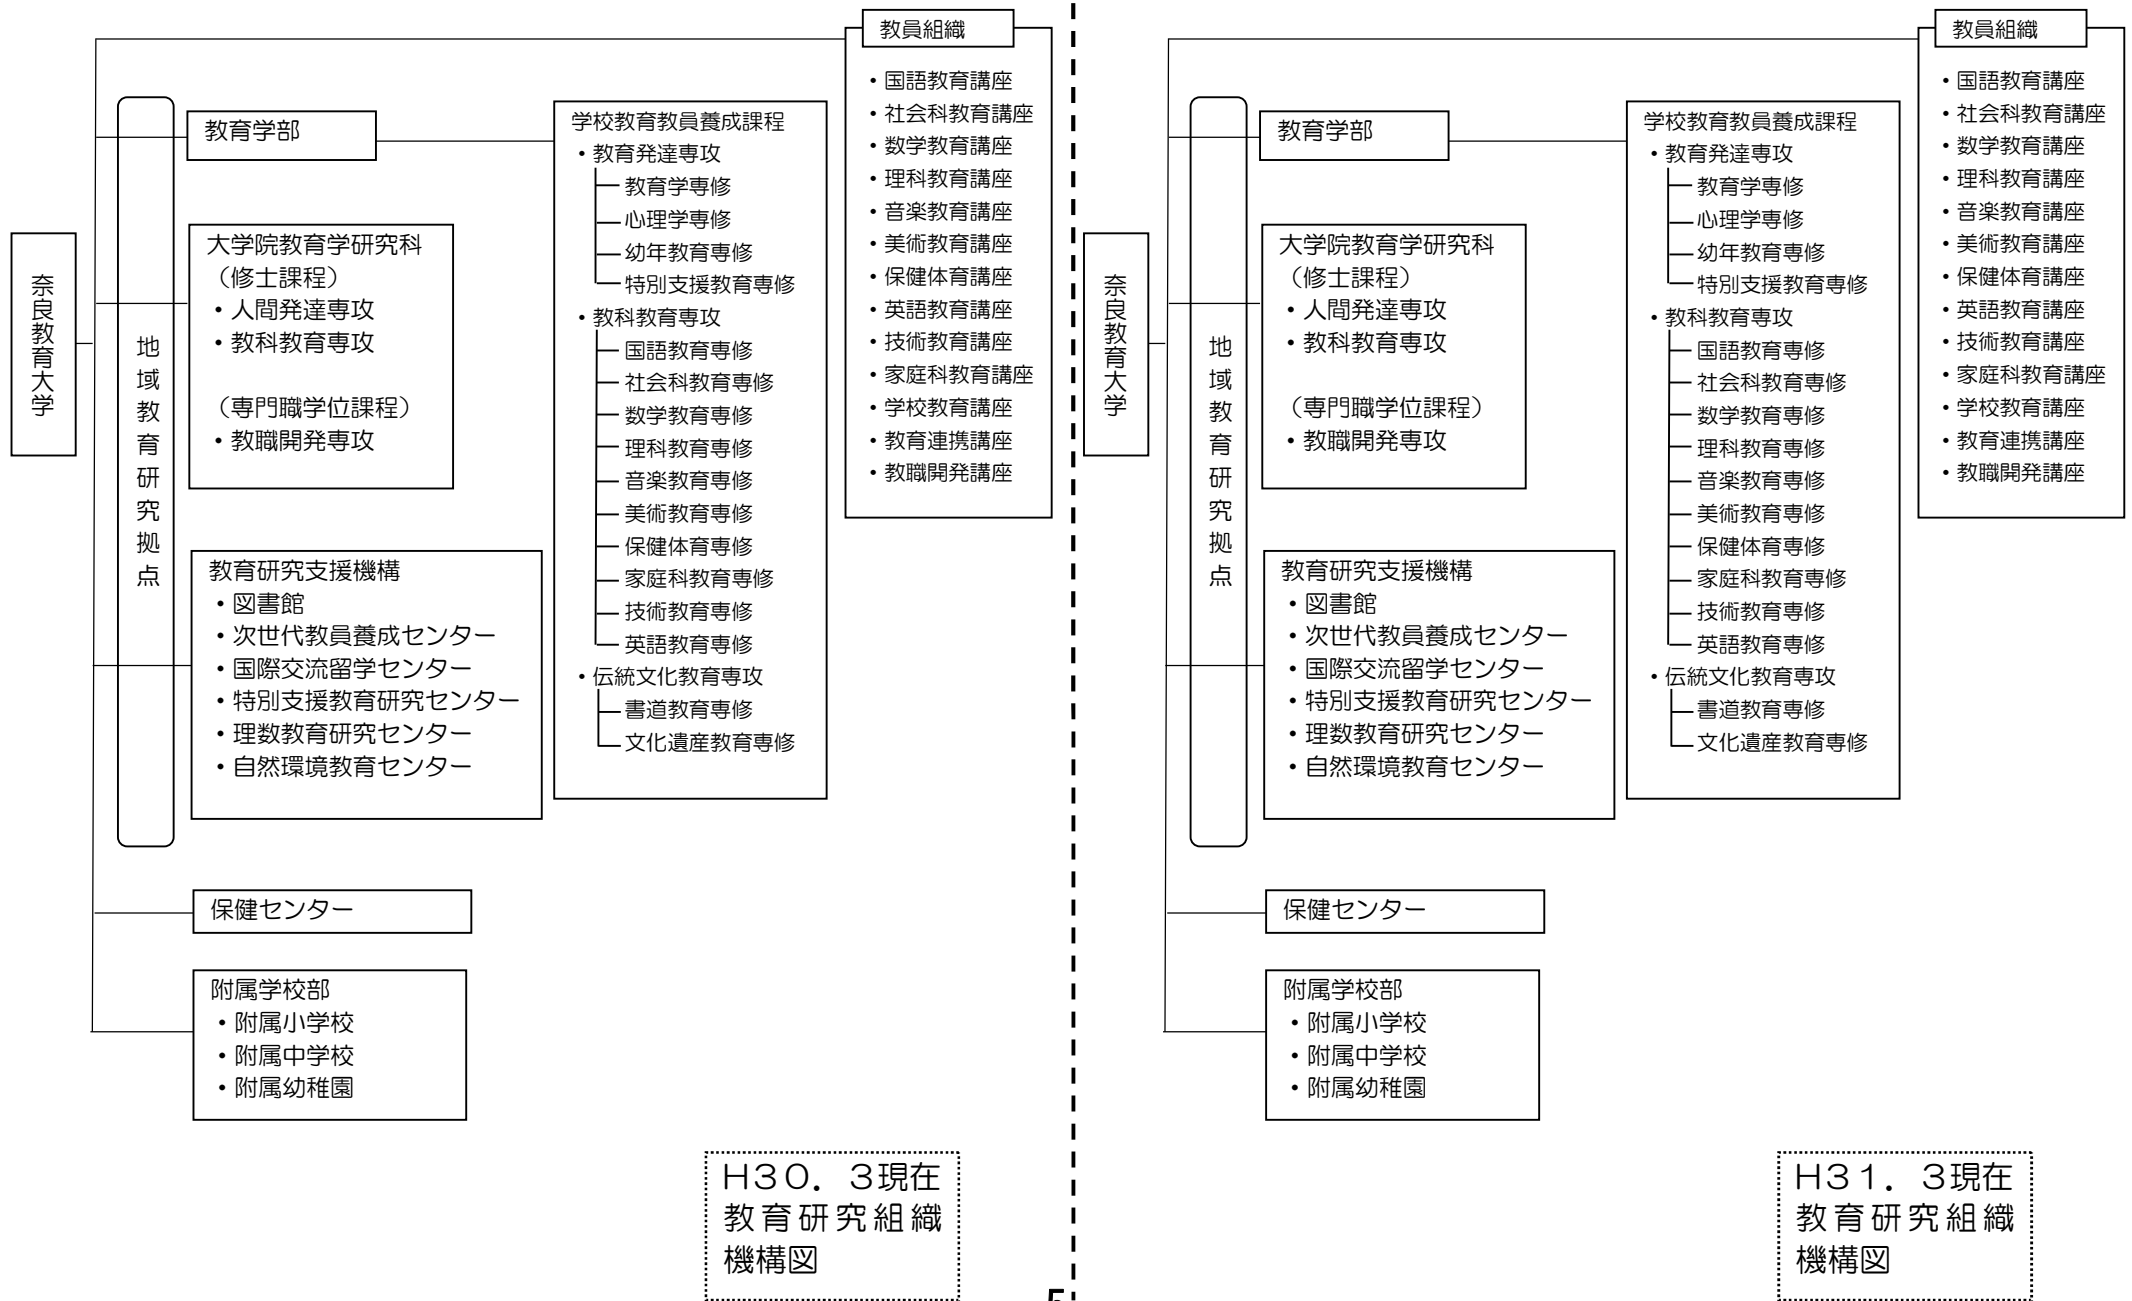 奈良教育大学
地域教育研究拠点
教育学部
大学院教育学研究科
（修士課程）
・人間発達専攻
・教科教育専攻
（専門職学位課程）
・教職開発専攻
教育研究支援機構
・図書館
・次世代教員養成センター
・国際交流留学センター
・特別支援教育研究センター
・理数教育研究センター
・自然環境教育センター
保健センター
附属学校部
・附属小学校
・附属中学校
・附属幼稚園
学校教育教員養成課程
・教育発達専攻
教育学専修
心理学専修
幼年教育専修
特別支援教育専修
・教科教育専攻
国語教育専修
社会科教育専修
数学教育専修
理科教育専修
音楽教育専修
美術教育専修
保健体育専修
家庭科教育専修
技術教育専修
英語教育専修
・伝統文化教育専攻
書道教育専修
文化遺産教育専修
教員組織
・国語教育講座
・社会科教育講座
・数学教育講座
・理科教育講座
・音楽教育講座
・美術教育講座
・保健体育講座
・英語教育講座
・技術教育講座
・家庭科教育講座
・学校教育講座
・教育連携講座
・教職開発講座
Ｈ３０．３現在
教育研究組織
機構図
奈良教育大学
地域教育研究拠点
教育学部
大学院教育学研究科
（修士課程）
・人間発達専攻
・教科教育専攻
（専門職学位課程）
・教職開発専攻
教育研究支援機構
・図書館
・次世代教員養成センター
・国際交流留学センター
・特別支援教育研究センター
・理数教育研究センター
・自然環境教育センター
保健センター
附属学校部
・附属小学校
・附属中学校
・附属幼稚園
学校教育教員養成課程
・教育発達専攻
教育学専修
心理学専修
幼年教育専修
特別支援教育専修
・教科教育専攻
国語教育専修
社会科教育専修
数学教育専修
理科教育専修
音楽教育専修
美術教育専修
保健体育専修
家庭科教育専修
技術教育専修
英語教育専修
・伝統文化教育専攻
書道教育専修
文化遺産教育専修
教員組織
・国語教育講座
・社会科教育講座
・数学教育講座
・理科教育講座
・音楽教育講座
・美術教育講座
・保健体育講座
・英語教育講座
・技術教育講座
・家庭科教育講座
・学校教育講座
・教育連携講座
・教職開発講座
Ｈ３１．３現在
教育研究組織
機構図